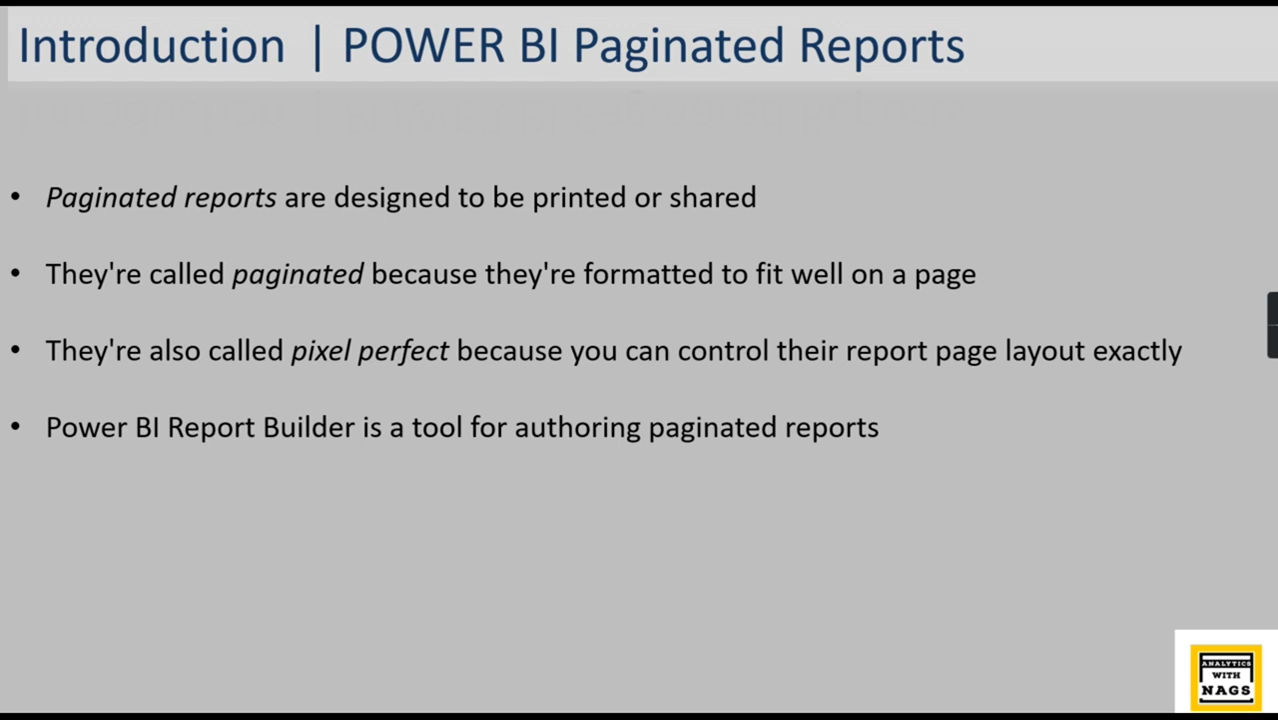 Introduction | POWER BI Paginated Reports
• Paginated reports are designed to be printed or shared
• They're called paginated because they're formatted to fit well on a page
• They're also called pixel perfect because you can control their report page layout exactly
• Power BI Report Builder is a tool for authoring paginated reports
ANALYTICS
WITH
NAGS